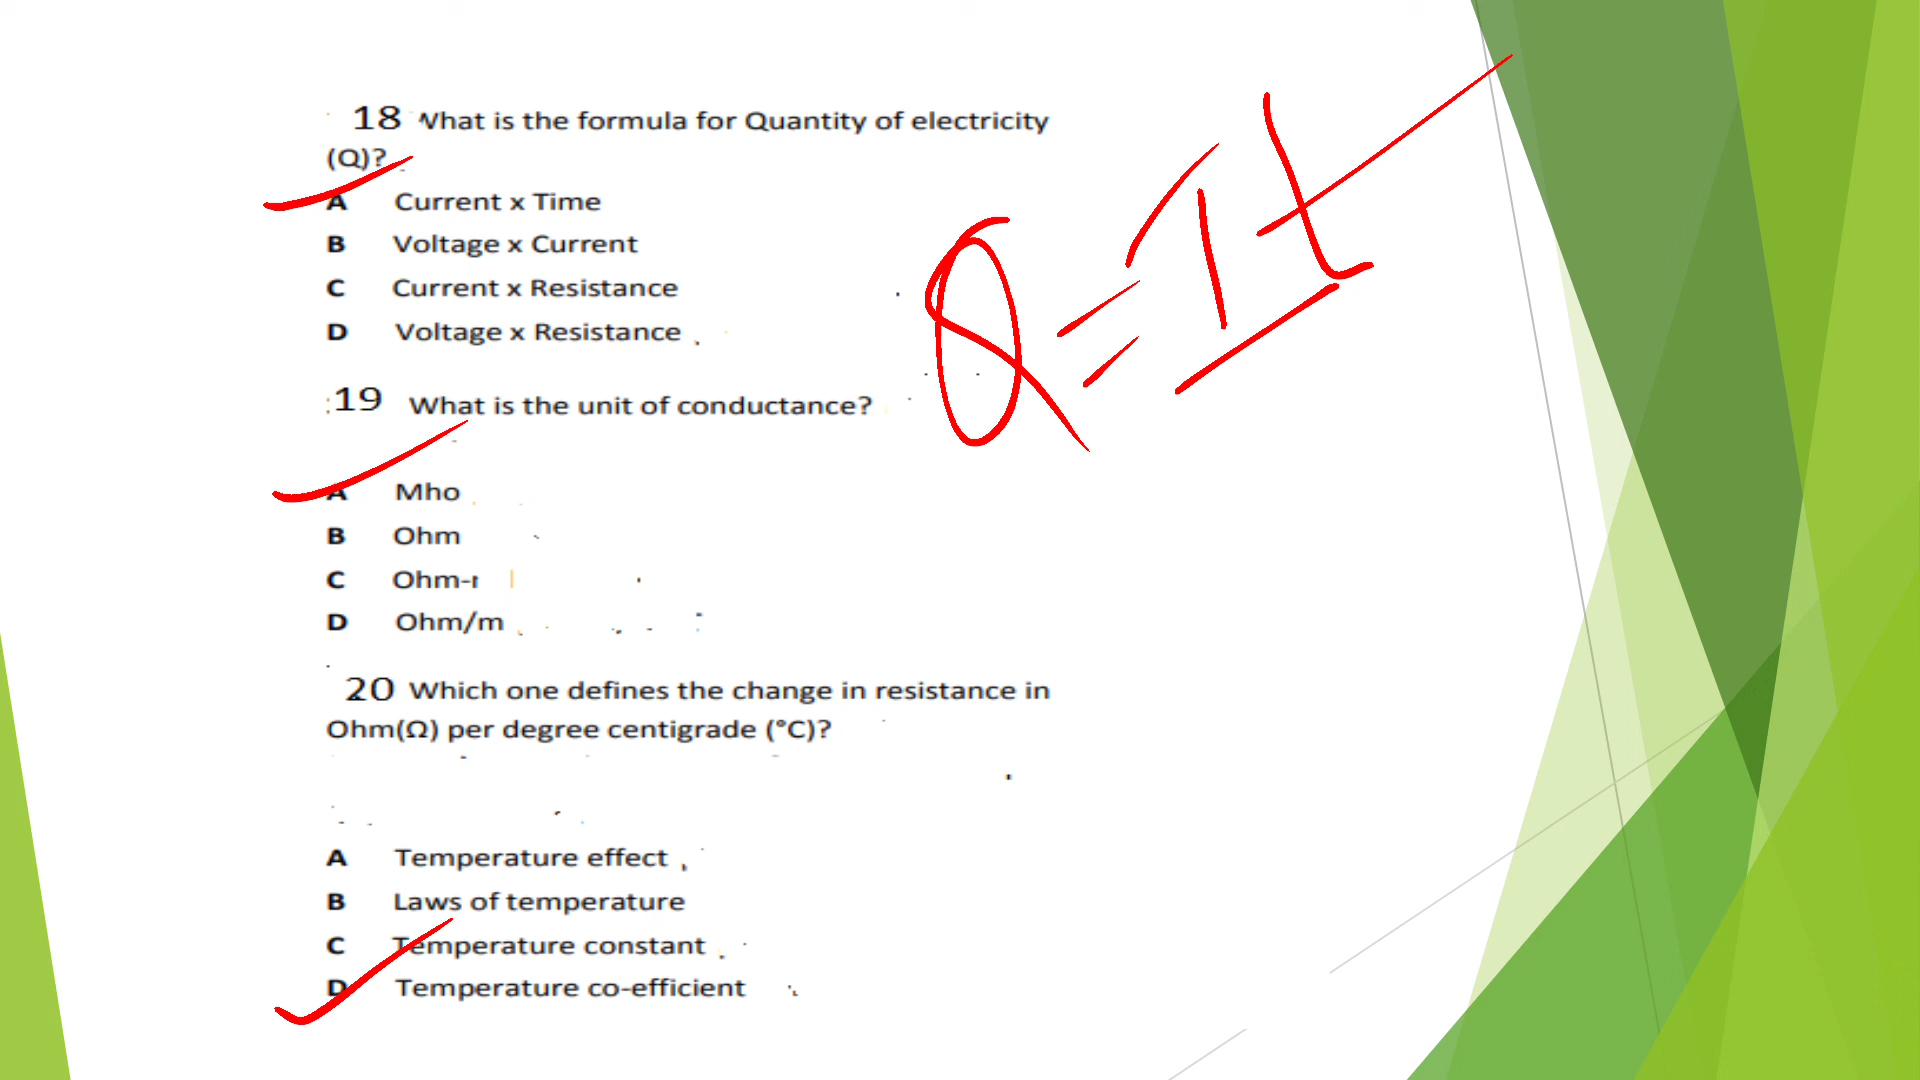 18 What is the formula for Quantity of electricity
(Q)?
A Current x Time
B Voltage x Current
C Current x Resistance
D Voltage x Resistance
Q = It
19 What is the unit of conductance?
A Mho
B Ohm
C Ohm-
D Ohm/m
20 Which one defines the change in resistance in
Ohm(Ω) per degree centigrade (°C)?
A Temperature effect
B Laws of temperature
C Temperature constant
D Temperature co-efficient